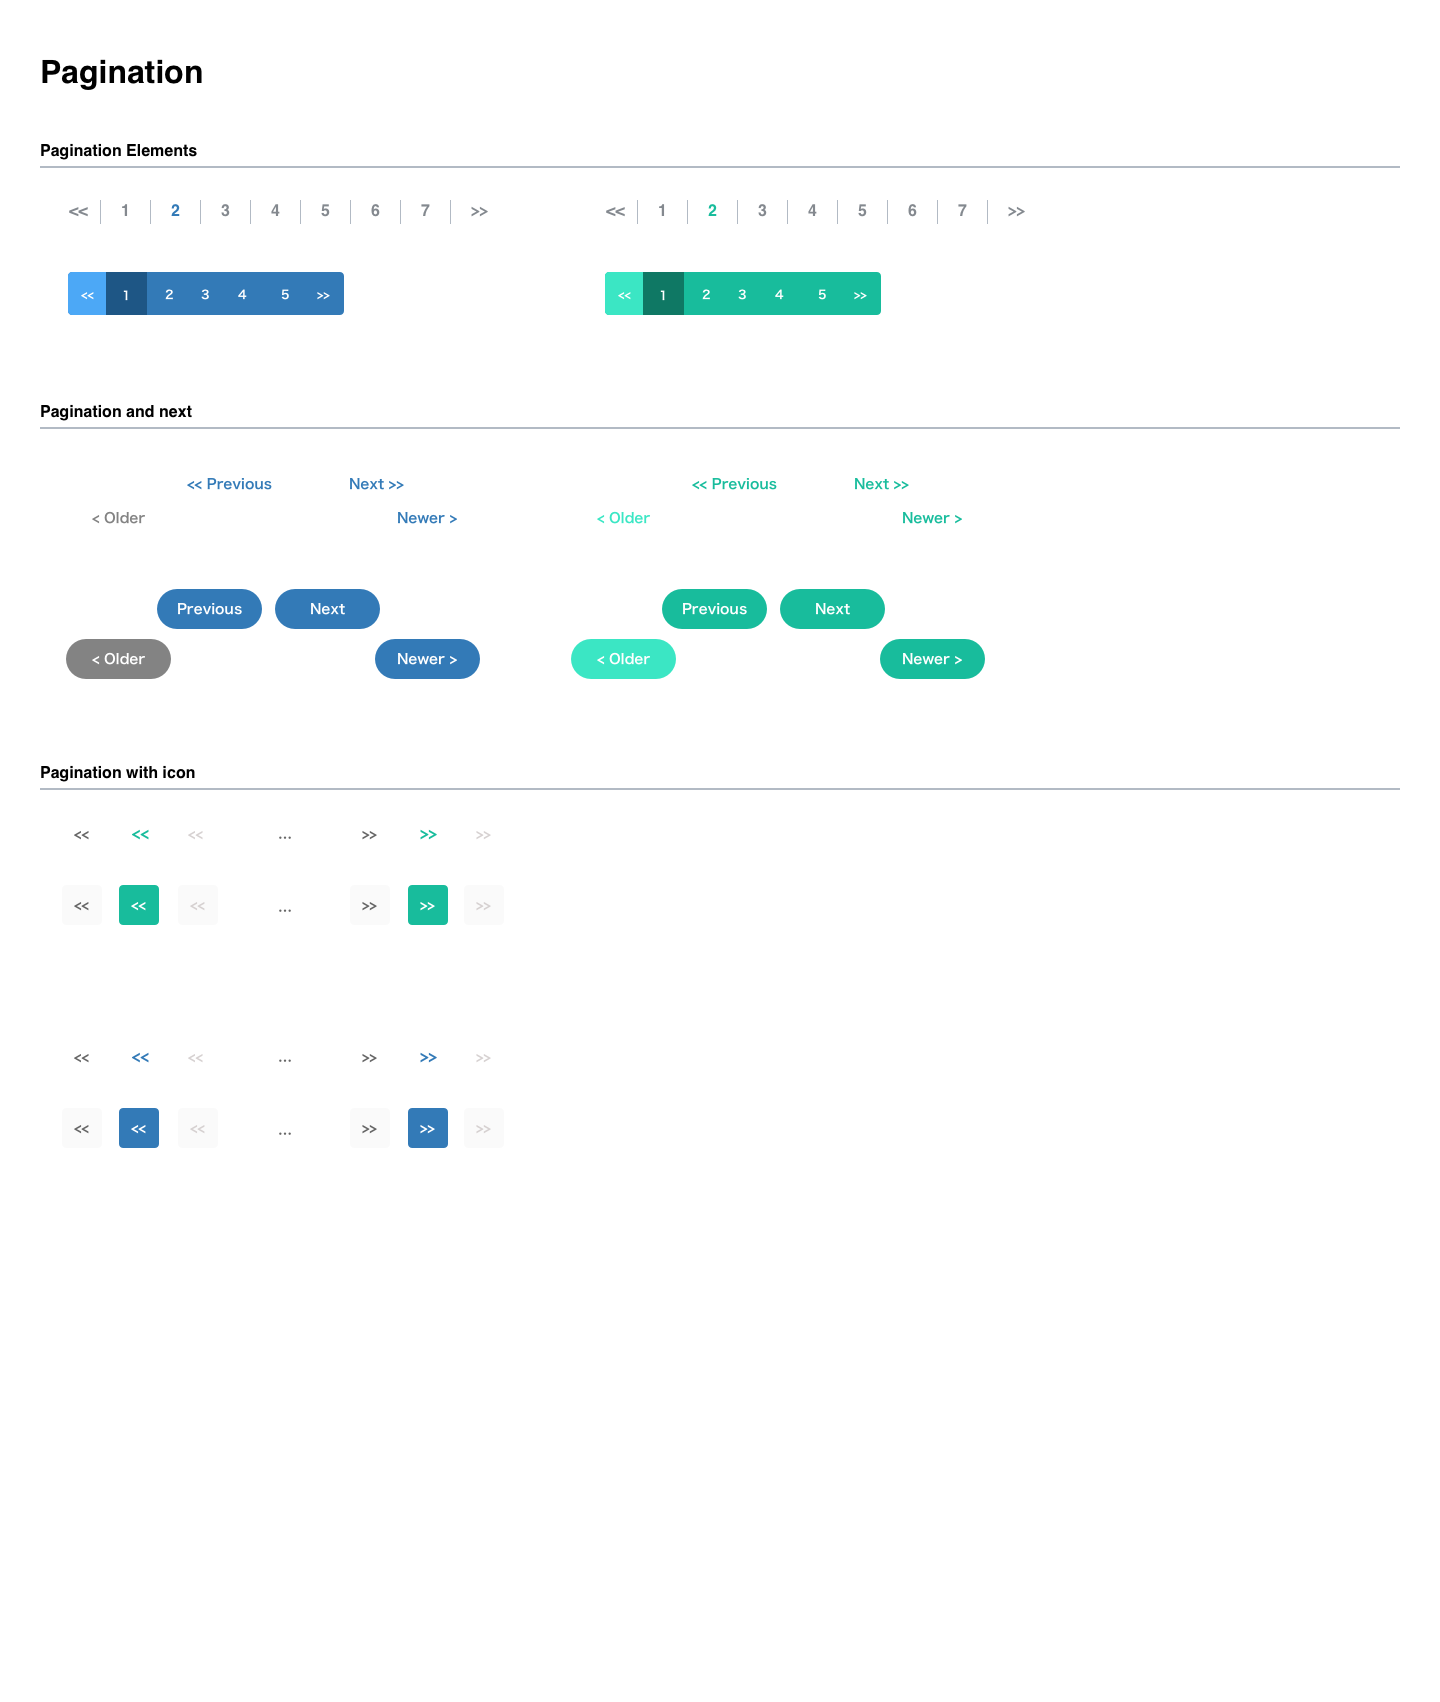 Pagination
Pagination Elements
<< 1 2 3 4 5 6 7 >> << 1 2 3 4 5 6 7 >>
<< 1 2 3 4 5 >> << 1 2 3 4 5 >>
Pagination and next
<< Previous Next >> << Previous Next >>
< Older Newer > < Older Newer >
Previous Next Previous Next
< Older Newer > < Older Newer >
Pagination with icon
<< << << ... >> >> >>
<< << << ... >> >> >>
<< << << ... >> >> >>
<< << << ... >> >> >>